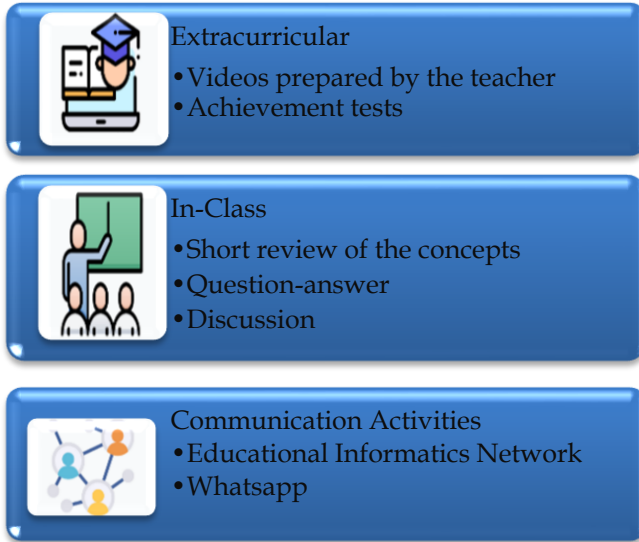 Extracurricular
•Videos prepared by the teacher
•Achievement tests
In-Class
•Short review of the concepts
•Question-answer
•Discussion
Communication Activities
•Educational Informatics Network
•Whatsapp